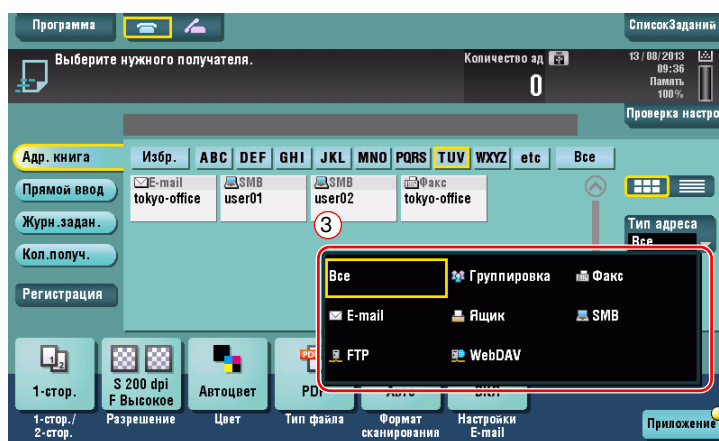 Программа
СписокЗаданий
Выберите нужного получателя.
Количество ад
0
13/08/2013
09:36
Память
100%
Проверка настро
Адр. книга
Избр. ABC DEF GHI JKL MNO PQRS TUV WXYZ etc Все
Прямой ввод
E-mail
tokyo-office
SMB
user01
SMB
user02
Факс
tokyo-office
Журн.задан.
3
Тип адреса
Все
Кол.получ.
Все
Группировка
Факс
Регистрация
E-mail
Ящик
SMB
FTP
WebDAV
1-стор.
S 200 dpi
F Высокое
Автоцвет
PDF
Авто
ВКЛ
1-стор./
2-стор.
Разрешение
Цвет
Тип файла
Формат
сканирования
Настройки
E-mail
Приложение